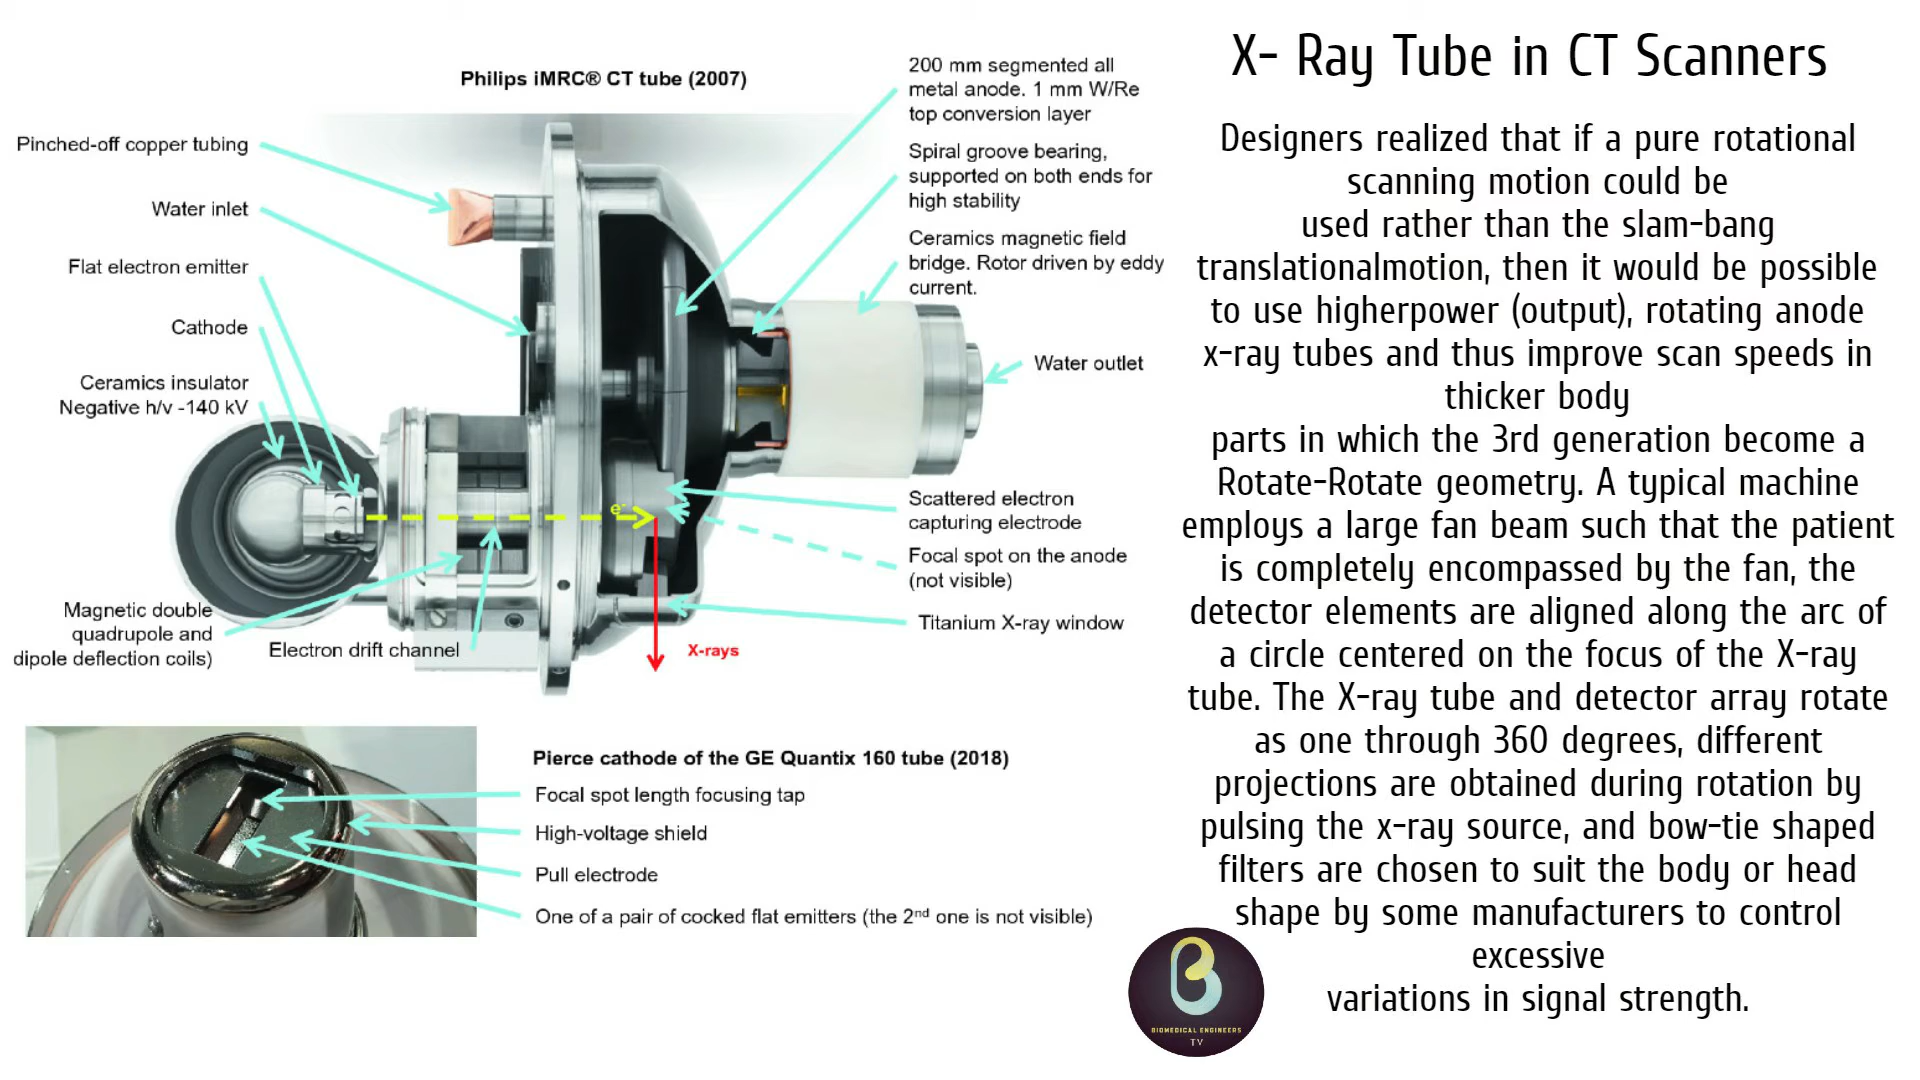 X- Ray Tube in CT Scanners
Philips iMRC® CT tube (2007)
Pinched-off copper tubing
Water inlet
Flat electron emitter
Cathode
Ceramics insulator
Negative h/v -140 kV
Magnetic double
quadrupole and
dipole deflection coils)
Electron drift channel
e-
X-rays
200 mm segmented all
metal anode. 1 mm W/Re
top conversion layer
Spiral groove bearing,
supported on both ends for
high stability
Ceramics magnetic field
bridge. Rotor driven by eddy
current.
Water outlet
Scattered electron
capturing electrode
Focal spot on the anode
(not visible)
Titanium X-ray window
Pierce cathode of the GE Quantix 160 tube (2018)
Focal spot length focusing tap
High-voltage shield
Pull electrode
One of a pair of cocked flat emitters (the 2nd one is not visible)
Designers realized that if a pure rotational
scanning motion could be
used rather than the slam-bang
translationalmotion, then it would be possible
to use higherpower (output), rotating anode
x-ray tubes and thus improve scan speeds in
thicker body
parts in which the 3rd generation become a
Rotate-Rotate geometry. A typical machine
employs a large fan beam such that the patient
is completely encompassed by the fan, the
detector elements are aligned along the arc of
a circle centered on the focus of the X-ray
tube. The X-ray tube and detector array rotate
as one through 360 degrees, different
projections are obtained during rotation by
pulsing the x-ray source, and bow-tie shaped
filters are chosen to suit the body or head
shape by some manufacturers to control
excessive
variations in signal strength.
BIOMEDICAL ENGINEERS
TV